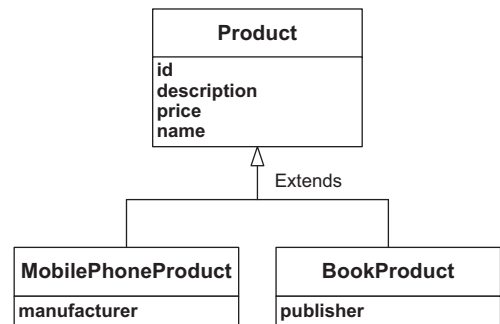 Product
id
description
price
name
Extends
MobilePhoneProduct
manufacturer
BookProduct
publisher